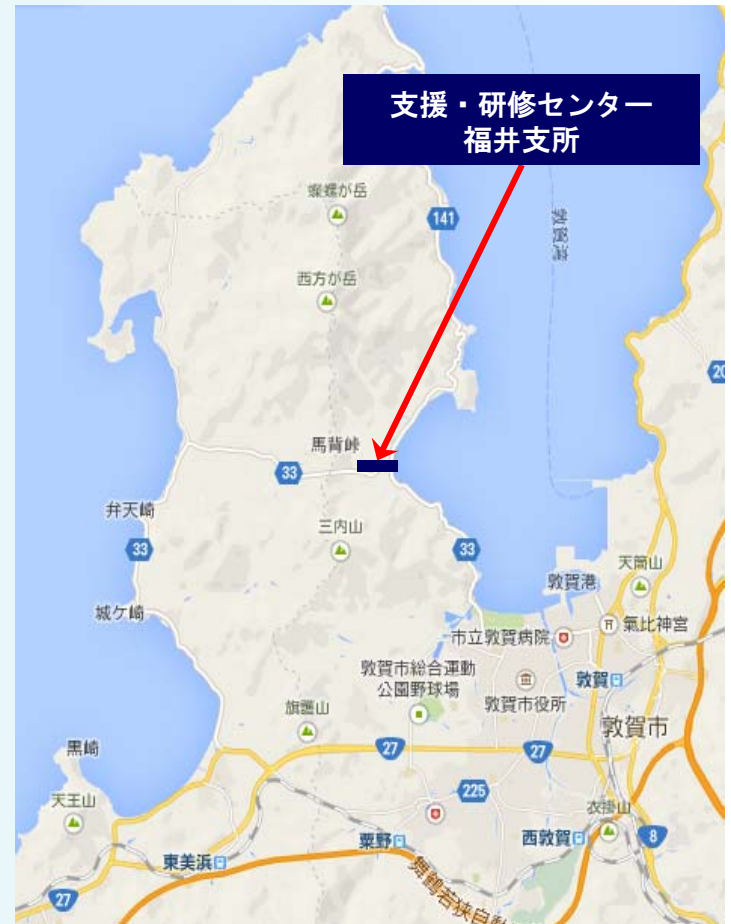 支援・研修センター
福井支所
蠑螺が岳
141
敦賀湾
西方が岳
20
馬背峠
33
弁天崎
三内山
33
33
天筒山
敦賀港
城ケ崎
市立敦賀病院
氣比神宮
敦賀市総合運動
公園野球場
敦賀
敦賀市役所
旗護山
敦賀市
27
27
黒崎
225
天王山
衣掛山
8
粟野
西敦賀
東美浜
27
舞鶴若狭自動